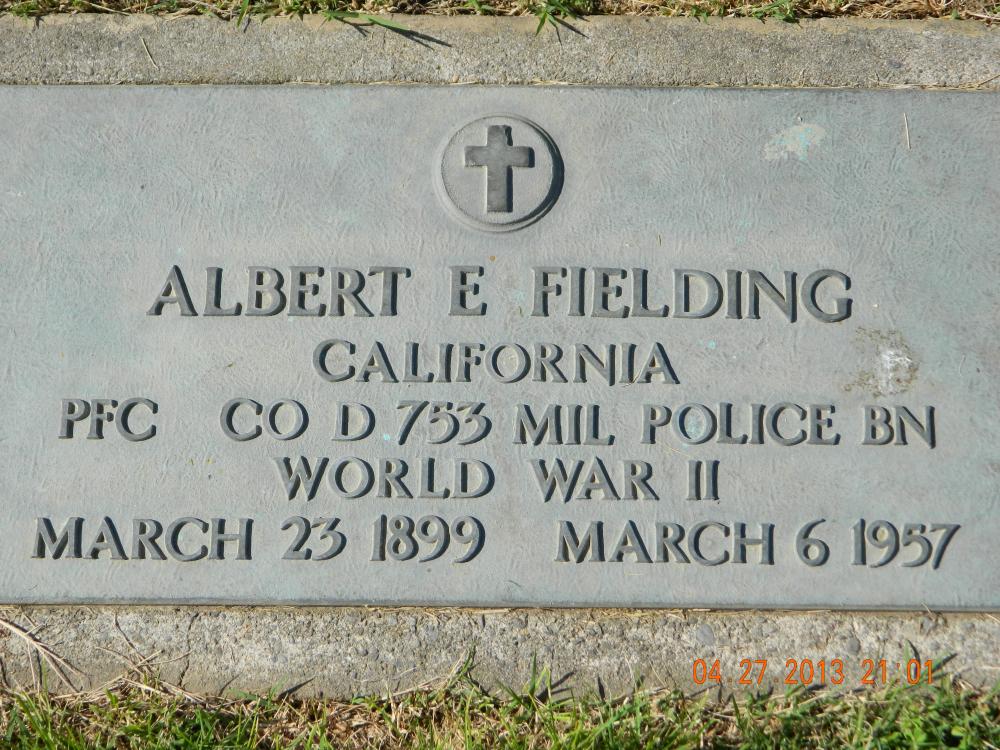 ALBERT E FIELDING
CALIFORNIA
PFC CO D 753 MIL POLICE BN
WORLD WAR II
MARCH 23 1899 MARCH 6 1957
04 27 2013 21:01